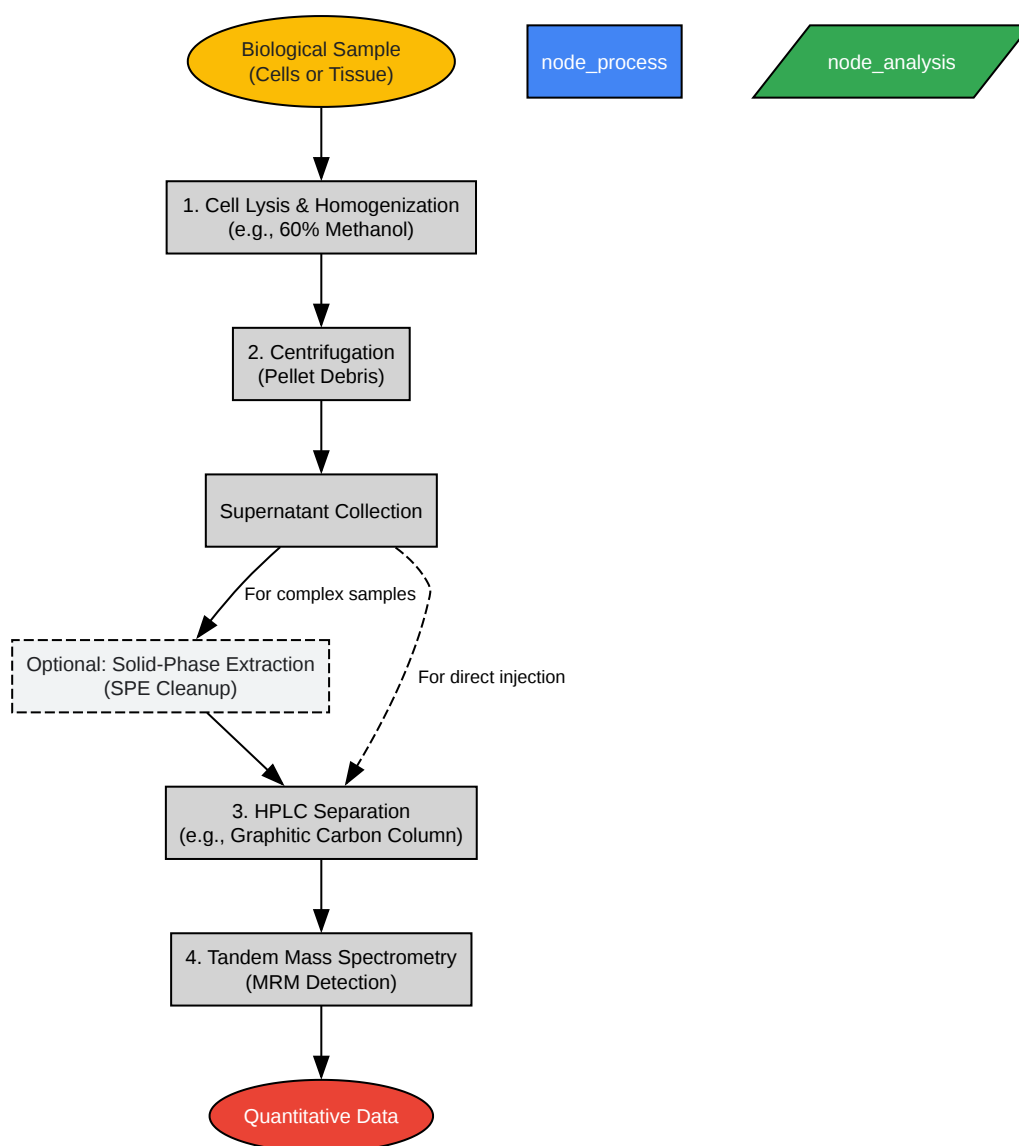 Biological Sample
(Cells or Tissue)
node_process
node_analysis
1. Cell Lysis & Homogenization
(e.g., 60% Methanol)
2. Centrifugation
(Pellet Debris)
Supernatant Collection
For complex samples
Optional: Solid-Phase Extraction
(SPE Cleanup)
For direct injection
3. HPLC Separation
(e.g., Graphitic Carbon Column)
4. Tandem Mass Spectrometry
(MRM Detection)
Quantitative Data